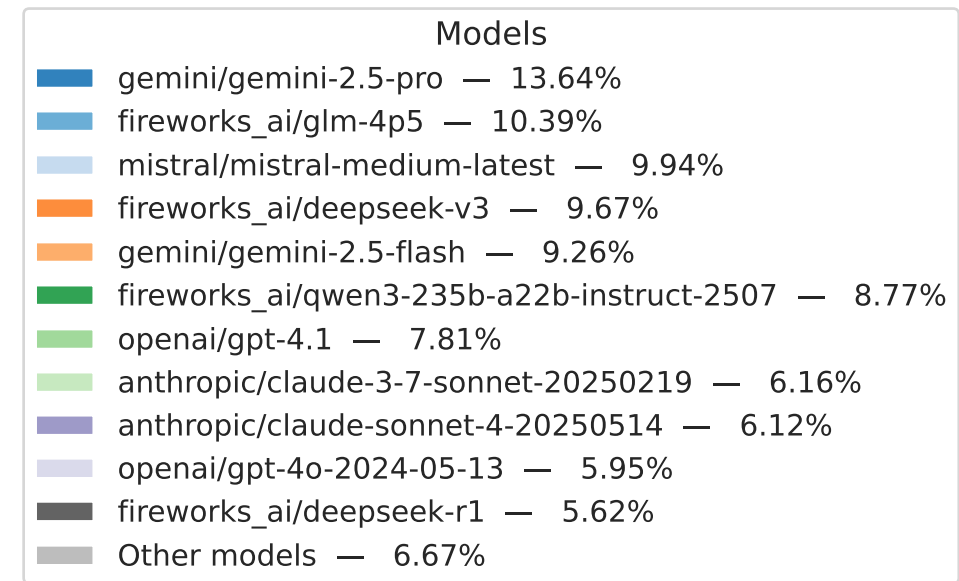 Models
gemini/gemini-2.5-pro — 13.64%
fireworks_ai/glm-4p5 — 10.39%
mistral/mistral-medium-latest — 9.94%
fireworks_ai/deepseek-v3 — 9.67%
gemini/gemini-2.5-flash — 9.26%
fireworks_ai/qwen3-235b-a22b-instruct-2507 — 8.77%
openai/gpt-4.1 — 7.81%
anthropic/claude-3-7-sonnet-20250219 — 6.16%
anthropic/claude-sonnet-4-20250514 — 6.12%
openai/gpt-4o-2024-05-13 — 5.95%
fireworks_ai/deepseek-r1 — 5.62%
Other models — 6.67%